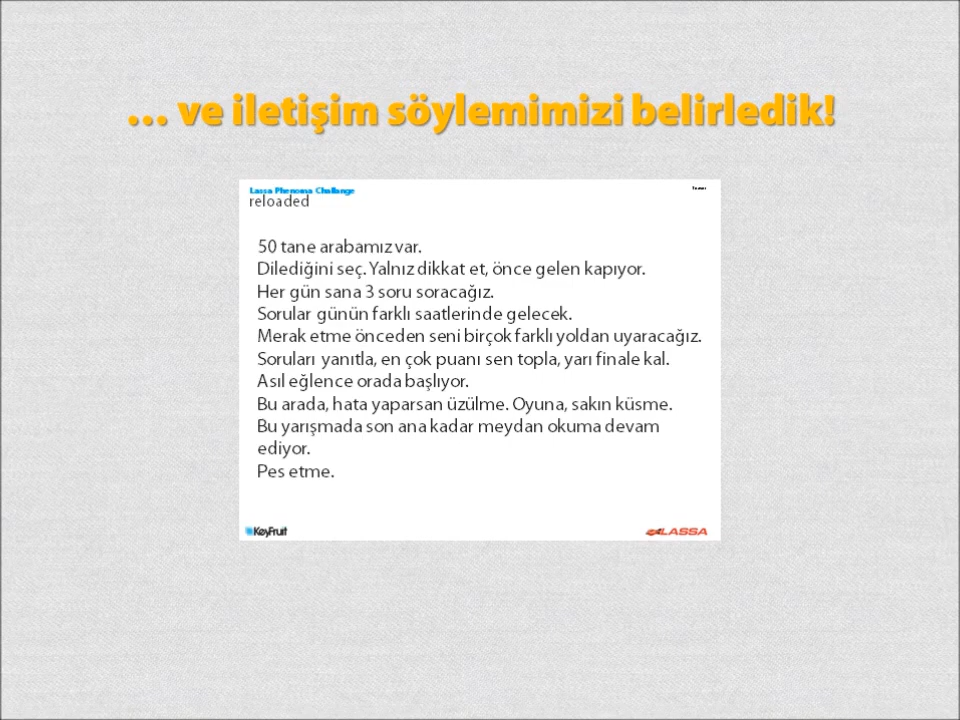 ... ve iletişim söylemimizi belirledik!
Lassa Phenoma Challange
reloaded
50 tane arabamız var.
Dilediğini seç. Yalnız dikkat et, önce gelen kapıyor.
Her gün sana 3 soru soracağız.
Sorular günün farklı saatlerinde gelecek.
Merak etme önceden seni birçok farklı yoldan uyaracağız.
Soruları yanıtla, en çok puanı sen topla, yarı finale kal.
Asıl eğlence orada başlıyor.
Bu arada, hata yaparsan üzülme. Oyuna, sakın küsme.
Bu yarışmada son ana kadar meydan okuma devam
ediyor.
Pes etme.
KeyFruit
LASSA